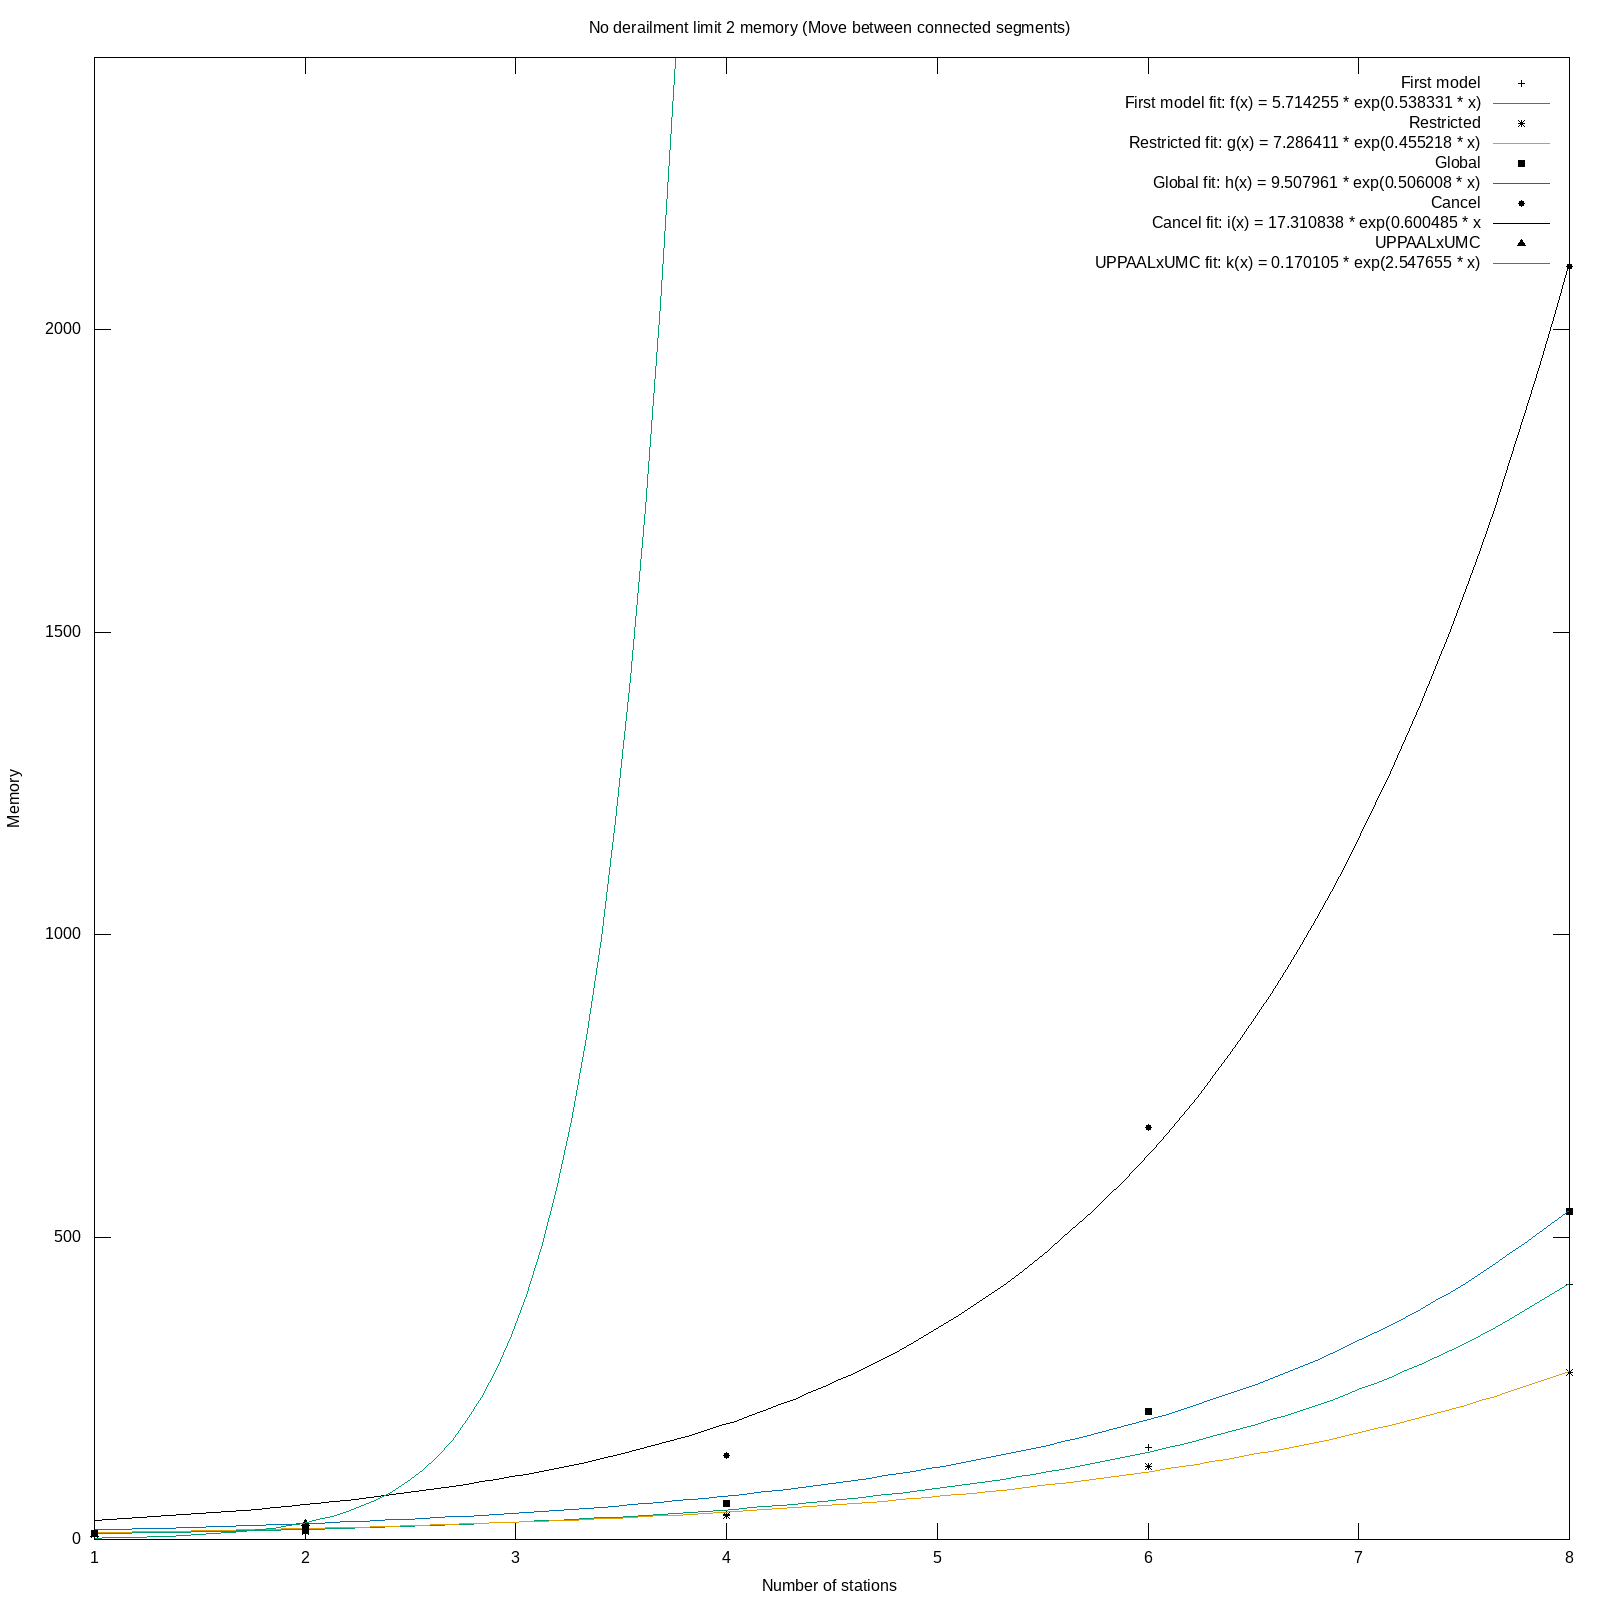 No derailment limit 2 memory (Move between connected segments)
First model
First model fit: f(x) = 5.714255 * exp(0.538331 * x)
Restricted
Restricted fit: g(x) = 7.286411 * exp(0.455218 * x)
Global
Global fit: h(x) = 9.507961 * exp(0.506008 * x)
Cancel
Cancel fit: i(x) = 17.310838 * exp(0.600485 * x
UPPAALxUMC
UPPAALxUMC fit: k(x) = 0.170105 * exp(2.547655 * x)
2000
1500
1000
500
0
Memory
1 2 3 4 5 6 7 8
Number of stations